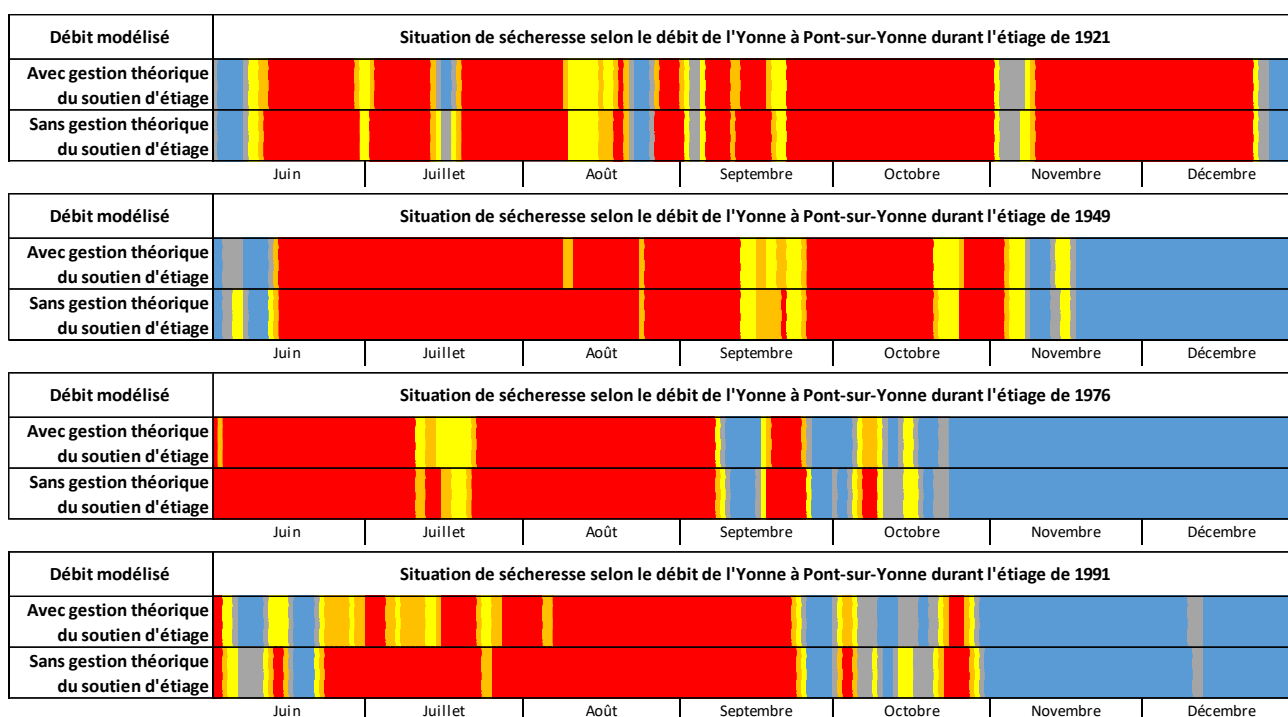 Débit modélisé
Situation de sécheresse selon le débit de l'Yonne à Pont-sur-Yonne durant l'étiage de 1921
Avec gestion théorique
du soutien d'étiage
Sans gestion théorique
du soutien d'étiage
Juin Juillet Août Septembre Octobre Novembre Décembre
Débit modélisé
Situation de sécheresse selon le débit de l'Yonne à Pont-sur-Yonne durant l'étiage de 1949
Avec gestion théorique
du soutien d'étiage
Sans gestion théorique
du soutien d'étiage
Juin Juillet Août Septembre Octobre Novembre Décembre
Débit modélisé
Situation de sécheresse selon le débit de l'Yonne à Pont-sur-Yonne durant l'étiage de 1976
Avec gestion théorique
du soutien d'étiage
Sans gestion théorique
du soutien d'étiage
Juin Juillet Août Septembre Octobre Novembre Décembre
Débit modélisé
Situation de sécheresse selon le débit de l'Yonne à Pont-sur-Yonne durant l'étiage de 1991
Avec gestion théorique
du soutien d'étiage
Sans gestion théorique
du soutien d'étiage
Juin Juillet Août Septembre Octobre Novembre Décembre